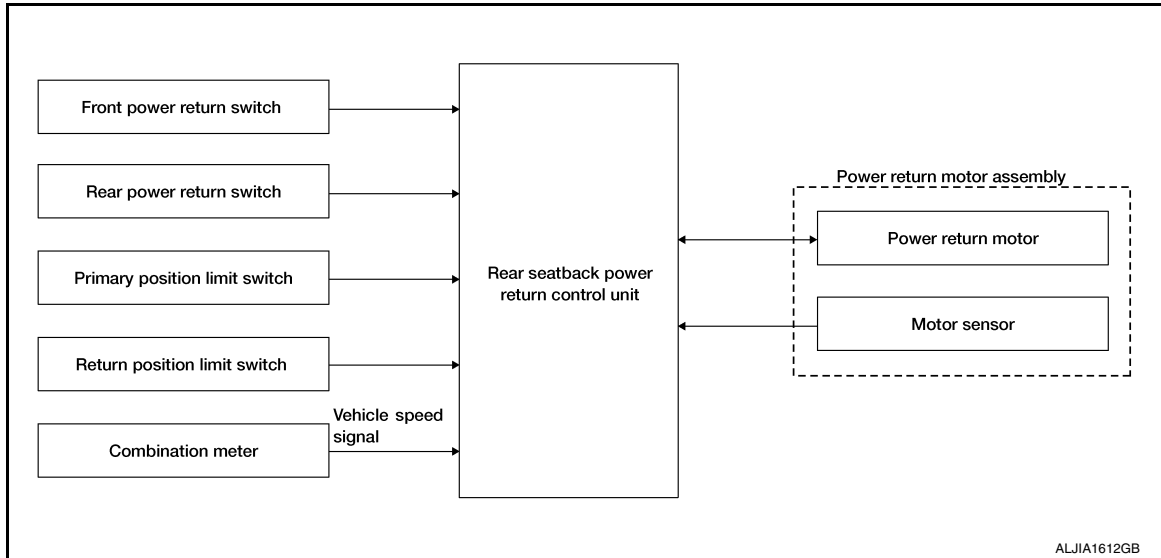 Front power return switch
Rear power return switch
Primary position limit switch
Return position limit switch
Combination meter
Vehicle speed
signal
Rear seatback power
return control unit
Power return motor assembly
Power return motor
Motor sensor
ALJIA1612GB